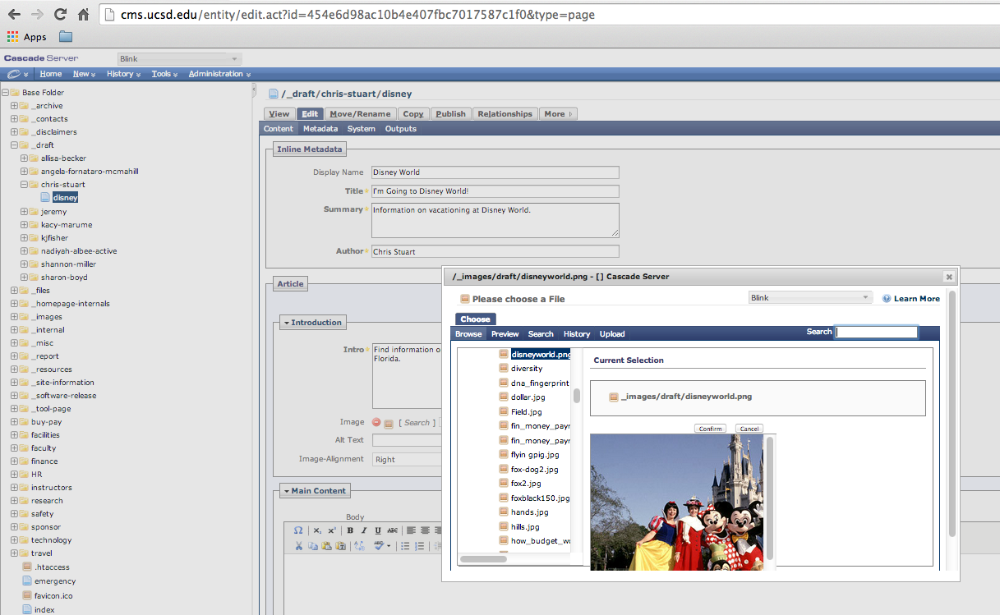 cms.ucsd.edu/entity/edit.act?id=454e6d98ac10b4e407fbc7017587c1f0&type=page
Apps
Cascade Server
Blink
Home New History Tools Administration
Base Folder
_archive
_contacts
_disclaimers
_draft
allisa-becker
angela-fornataro-mcmahill
chris-stuart
disney
jeremy
kacy-marume
kjfisher
nadiyah-albee-active
shannon-miller
sharon-boyd
_files
_homepage-internals
_images
_internal
_misc
_report
_resources
_site-information
_software-release
_tool-page
buy-pay
facilities
faculty
finance
HR
instructors
research
safety
sponsor
technology
travel
.htaccess
emergency
favicon.ico
index
/_draft/chris-stuart/disney
View Edit Move/Rename Copy Publish Relationships More
Content Metadata System Outputs
Inline Metadata
Display Name Disney World
Title* I'm Going to Disney World!
Summary* Information on vacationing at Disney World.
Author* Chris Stuart
Article
Introduction
Intro* Find information o
Florida.
Image [ Search ]
Alt Text
Image-Alignment Right
Main Content
Body
/_images/draft/disneyworld.png - [] Cascade Server
Please choose a File
Blink
Learn More
Choose
Browse Preview Search History Upload
Search
disneyworld.png
diversity
dna_fingerprint
dollar.jpg
Field.jpg
fin_money_payr
fin_money_payr
flyin gpig.jpg
fox-dog2.jpg
fox2.jpg
foxblack150.jpg
hands.jpg
hills.jpg
how_budget_wo
Current Selection
_images/draft/disneyworld.png
Confirm Cancel